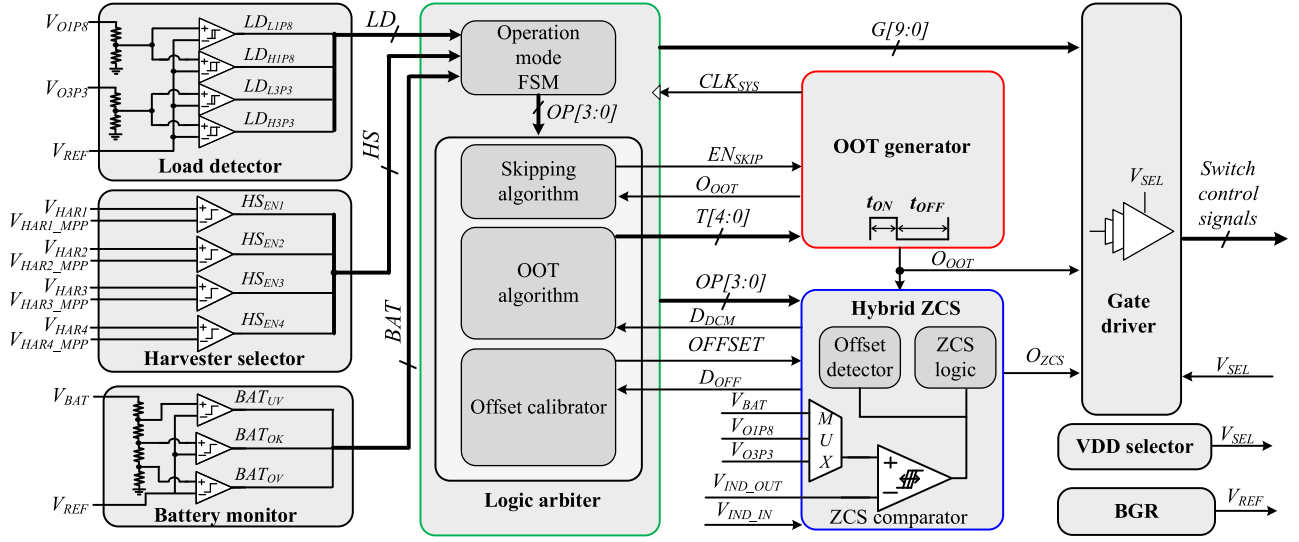 V_O1P8
LD_L1P8
LD_H1P8
V_O3P3
LD_L3P3
LD_H3P3
V_REF
Load detector
LD
V_HAR1
V_HAR1_MPP
HS_EN1
V_HAR2
V_HAR2_MPP
HS_EN2
V_HAR3
V_HAR3_MPP
HS_EN3
V_HAR4
V_HAR4_MPP
HS_EN4
Harvester selector
HS
V_BAT
BAT_UV
BAT_OK
BAT_OV
V_REF
Battery monitor
BAT
Operation
mode
FSM
OP[3:0]
Skipping
algorithm
OOT
algorithm
Offset calibrator
Logic arbiter
G[9:0]
CLK_SYS
EN_SKIP
O_OOT
T[4:0]
OP[3:0]
D_DCM
OFFSET
D_OFF
V_BAT
V_O1P8
V_O3P3
V_IND_OUT
V_IND_IN
OOT generator
t_ON
t_OFF
O_OOT
Hybrid ZCS
Offset
detector
ZCS
logic
M
U
X
+
−
ZCS comparator
O_ZCS
V_SEL
Gate
driver
Switch
control
signals
V_SEL
VDD selector
V_SEL
BGR
V_REF